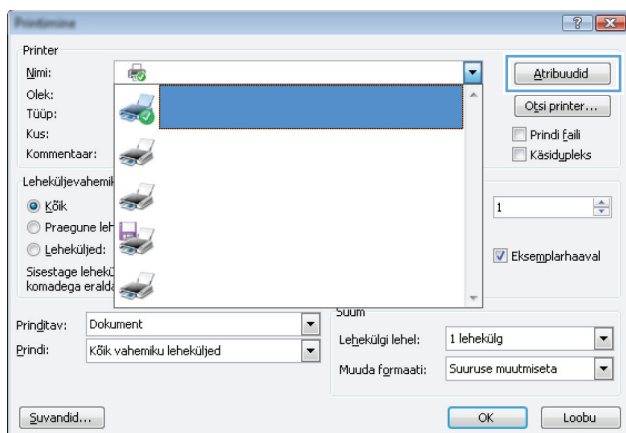 Printimine
Printer
Nimi:
Atribuudid
Olek:
Tüüp:
Otsi printer...
Kus:
Prindi faili
Kommentaar:
Käsidupleks
Leheküljevahemik
Kõik
1
Praegune leh
Leheküljed:
Eksemplarhaaval
Sisestage lehekü
komadega eralda
Suum
Prinditav:
Dokument
Lehekülgi lehel:
1 lehekülg
Prindi:
Kõik vahemiku leheküljed
Muuda formaati:
Suuruse muutmiseta
Suvandid...
OK
Loobu